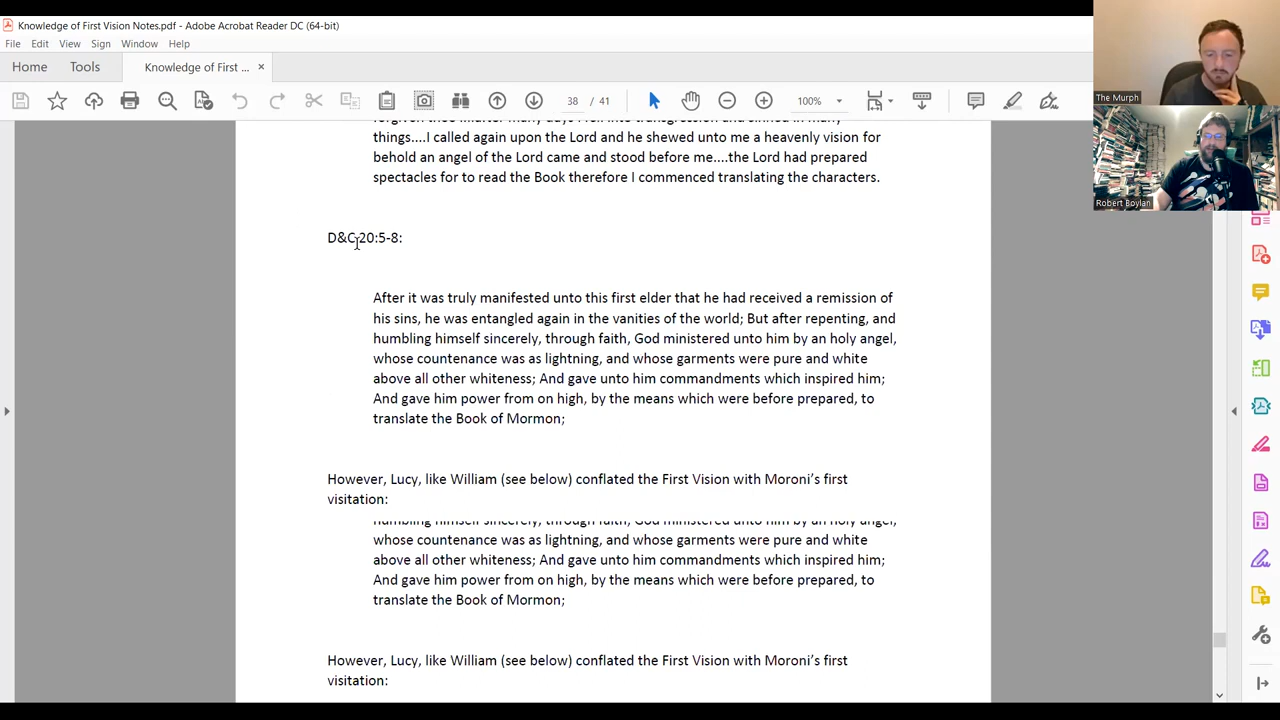 Knowledge of First Vision Notes.pdf - Adobe Acrobat Reader DC (64-bit)
File Edit View Sign Window Help
Home Tools Knowledge of First ... ×
38 / 41 100%
The Murph
Robert Boylan
things....I called again upon the Lord and he shewed unto me a heavenly vision for
behold an angel of the Lord came and stood before me....the Lord had prepared
spectacles for to read the Book therefore I commenced translating the characters.
D&C 20:5-8:
After it was truly manifested unto this first elder that he had received a remission of
his sins, he was entangled again in the vanities of the world; But after repenting, and
humbling himself sincerely, through faith, God ministered unto him by an holy angel,
whose countenance was as lightning, and whose garments were pure and white
above all other whiteness; And gave unto him commandments which inspired him;
And gave him power from on high, by the means which were before prepared, to
translate the Book of Mormon;
However, Lucy, like William (see below) conflated the First Vision with Moroni's first
visitation:
humbling himself sincerely, through faith, God ministered unto him by an holy angel,
whose countenance was as lightning, and whose garments were pure and white
above all other whiteness; And gave unto him commandments which inspired him;
And gave him power from on high, by the means which were before prepared, to
translate the Book of Mormon;
However, Lucy, like William (see below) conflated the First Vision with Moroni's first
visitation: